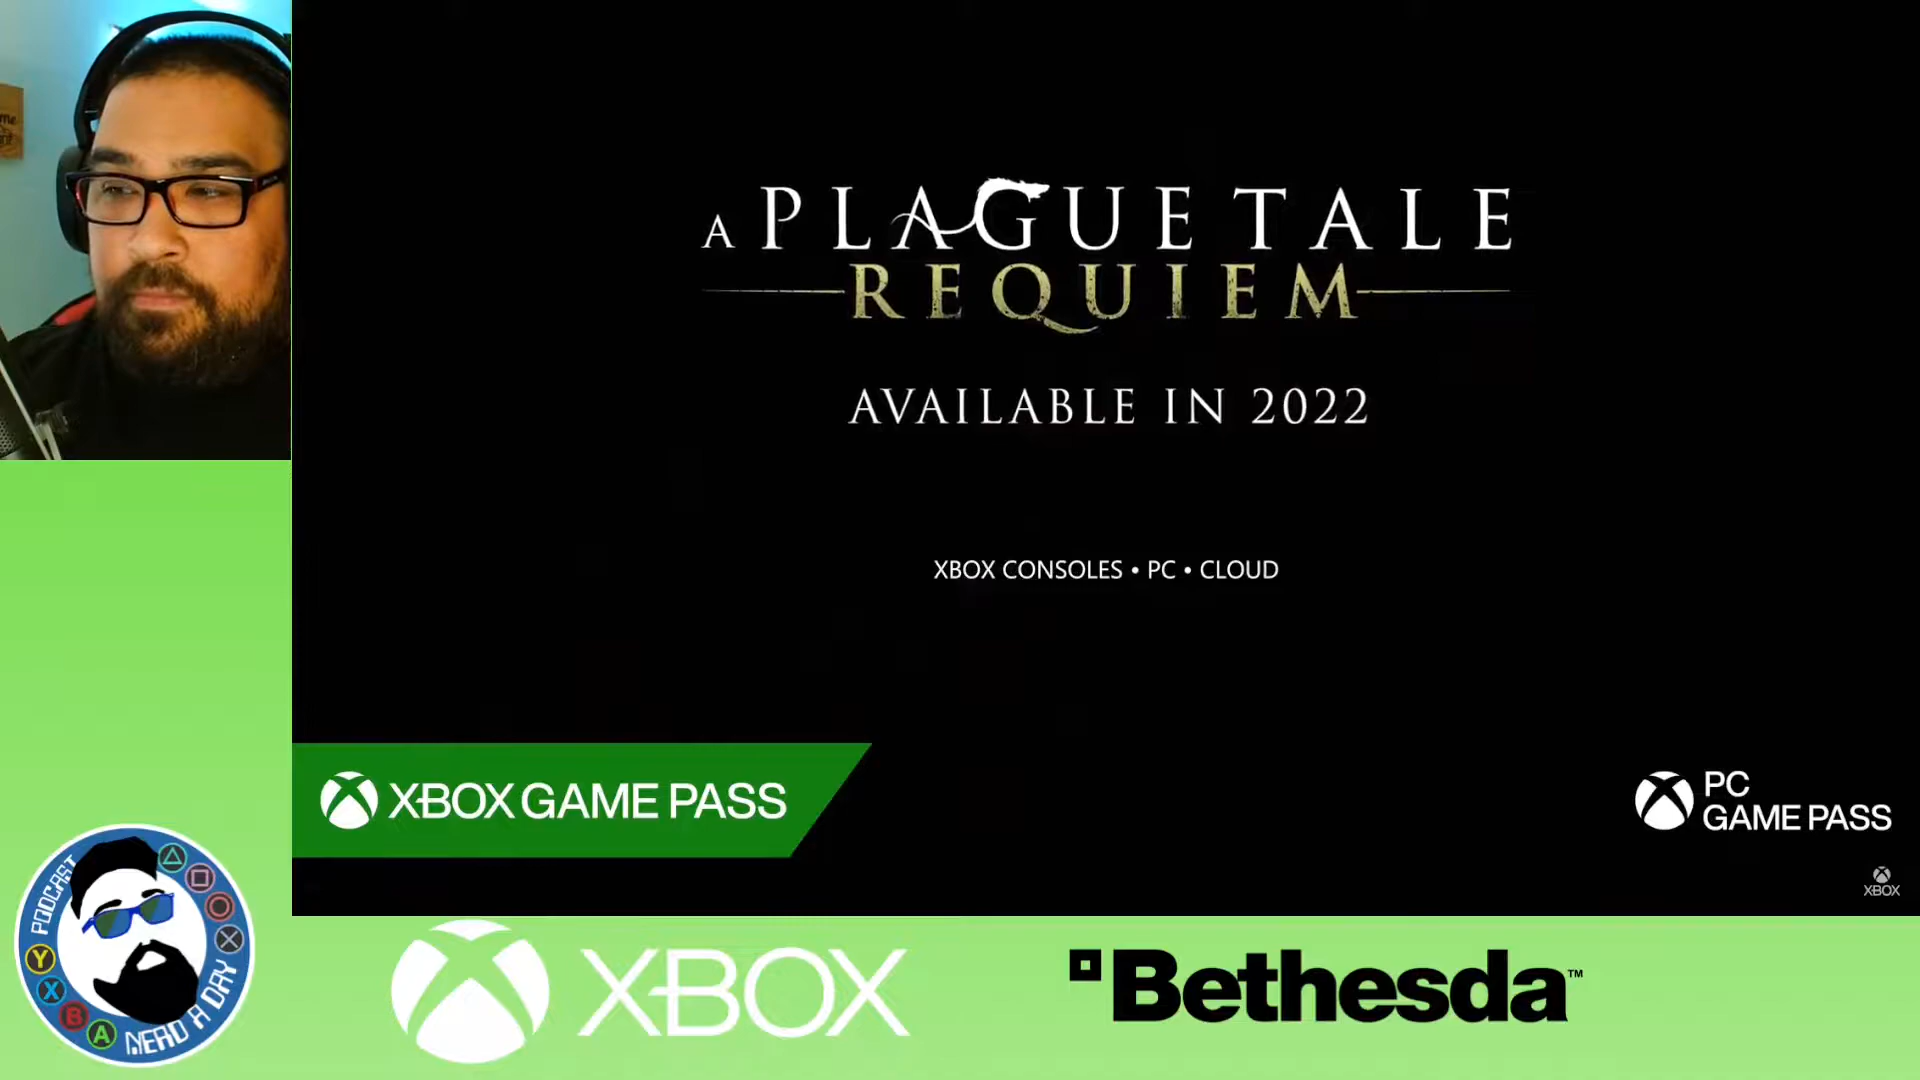 A PLAGUE TALE
REQUIEM
AVAILABLE IN 2022
XBOX CONSOLES • PC • CLOUD
XBOX GAME PASS
PC
GAME PASS
XBOX
PODCAST
Y
X
B
A
NERD A DAY
XBOX
Bethesda™